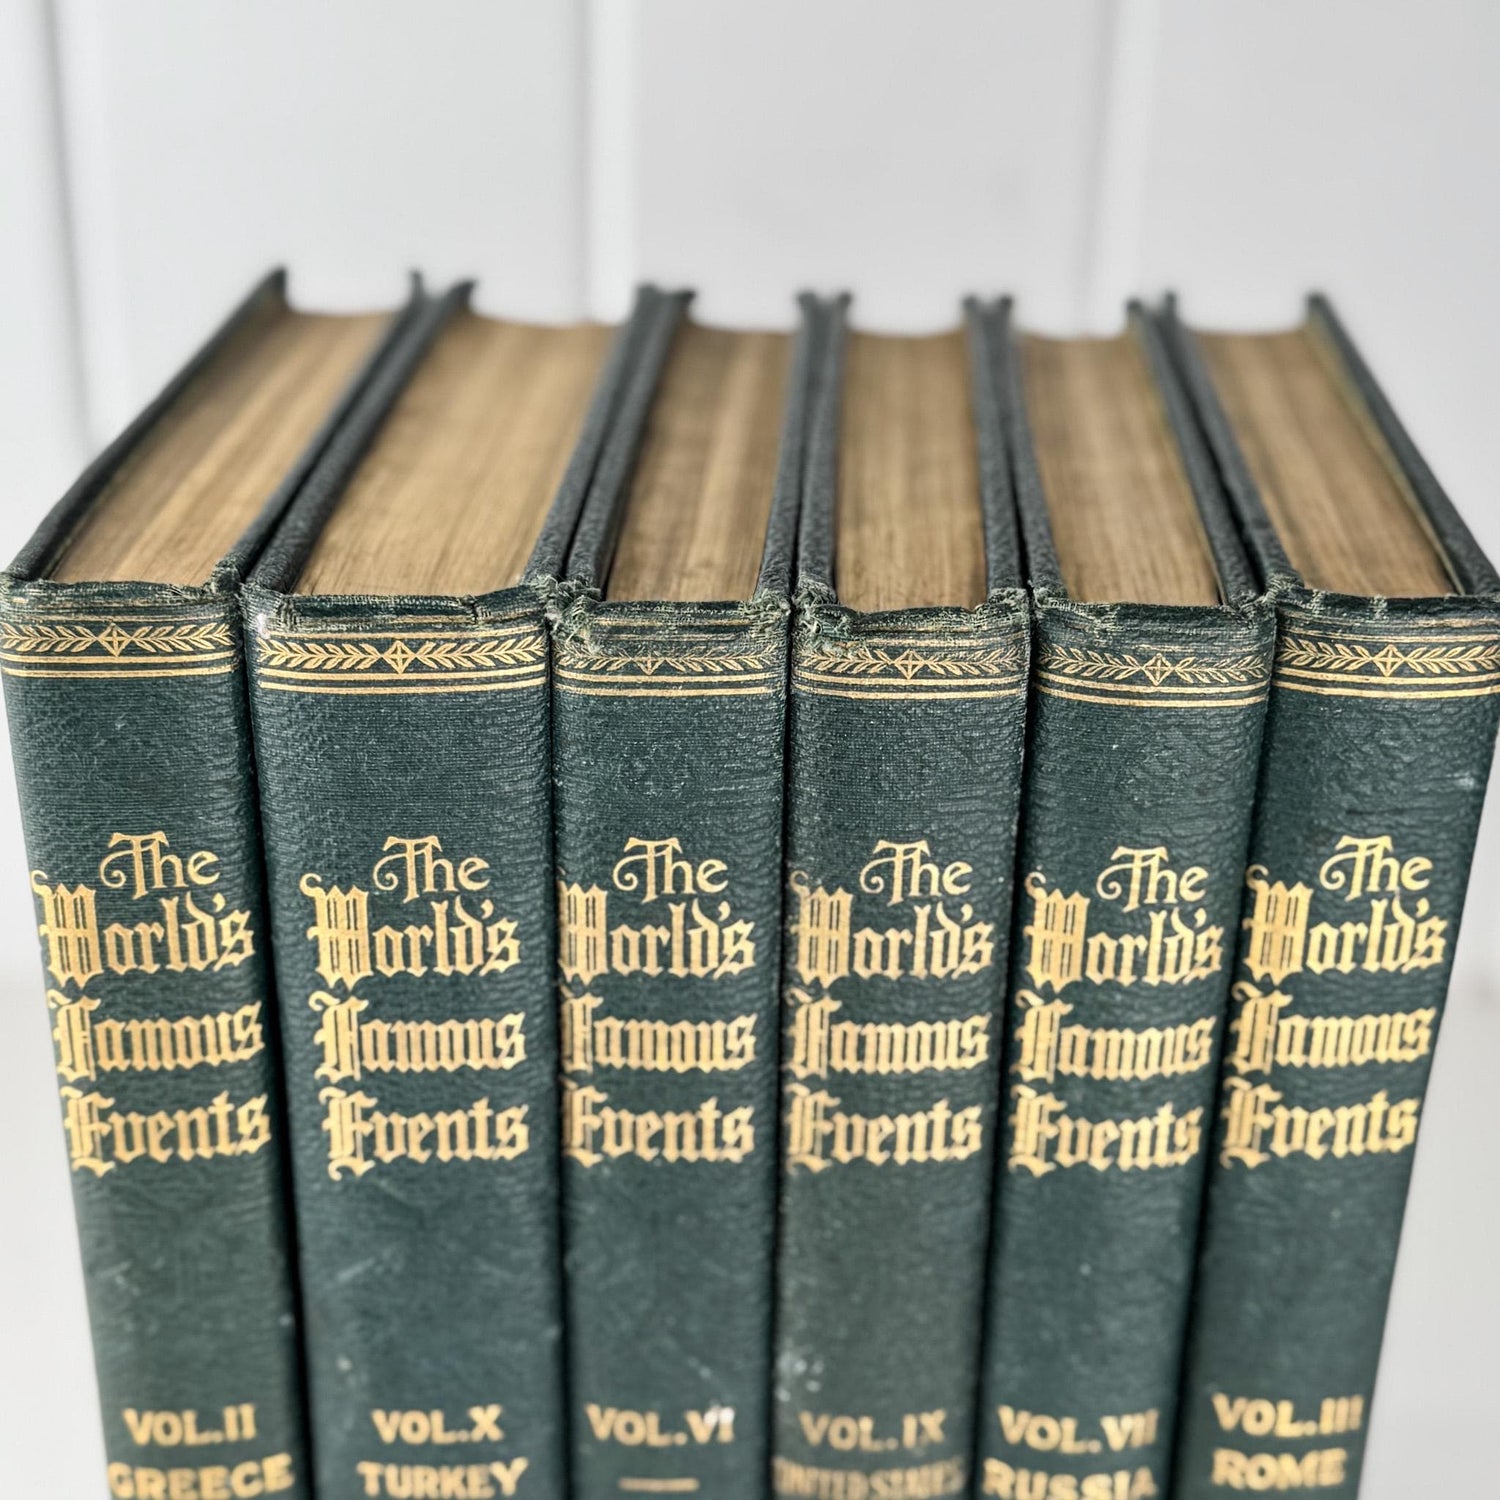 The
World's
Famous
Events
VOL.II
GREECE
The
World's
Famous
Events
VOL.X
TURKEY
The
World's
Famous
Events
VOL.VI
The
World's
Famous
Events
VOL.IX
UNITED STATES
The
World's
Famous
Events
VOL.VII
RUSSIA
The
World's
Famous
Events
VOL.III
ROME